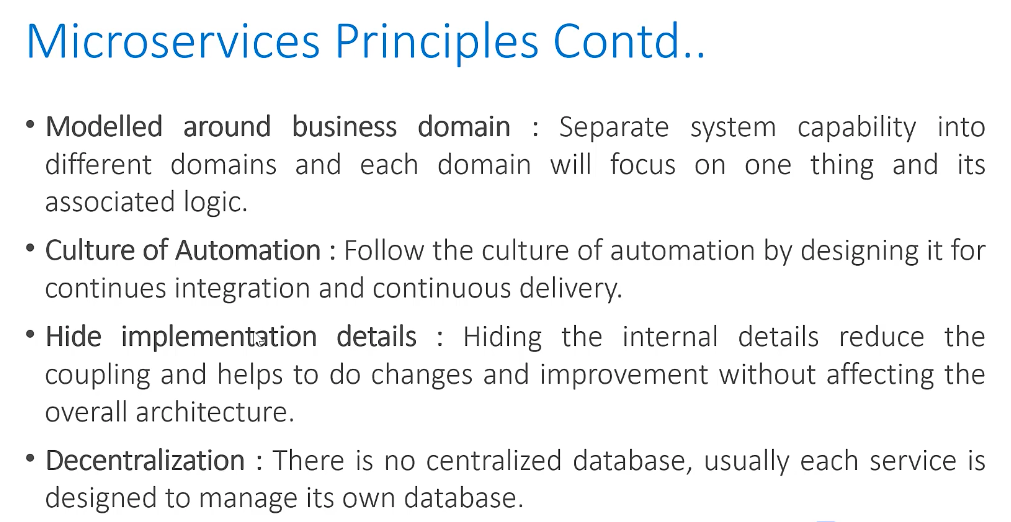 Microservices Principles Contd..
• Modelled around business domain : Separate system capability into
different domains and each domain will focus on one thing and its
associated logic.
• Culture of Automation : Follow the culture of automation by designing it for
continues integration and continuous delivery.
• Hide implementation details : Hiding the internal details reduce the
coupling and helps to do changes and improvement without affecting the
overall architecture.
• Decentralization : There is no centralized database, usually each service is
designed to manage its own database.